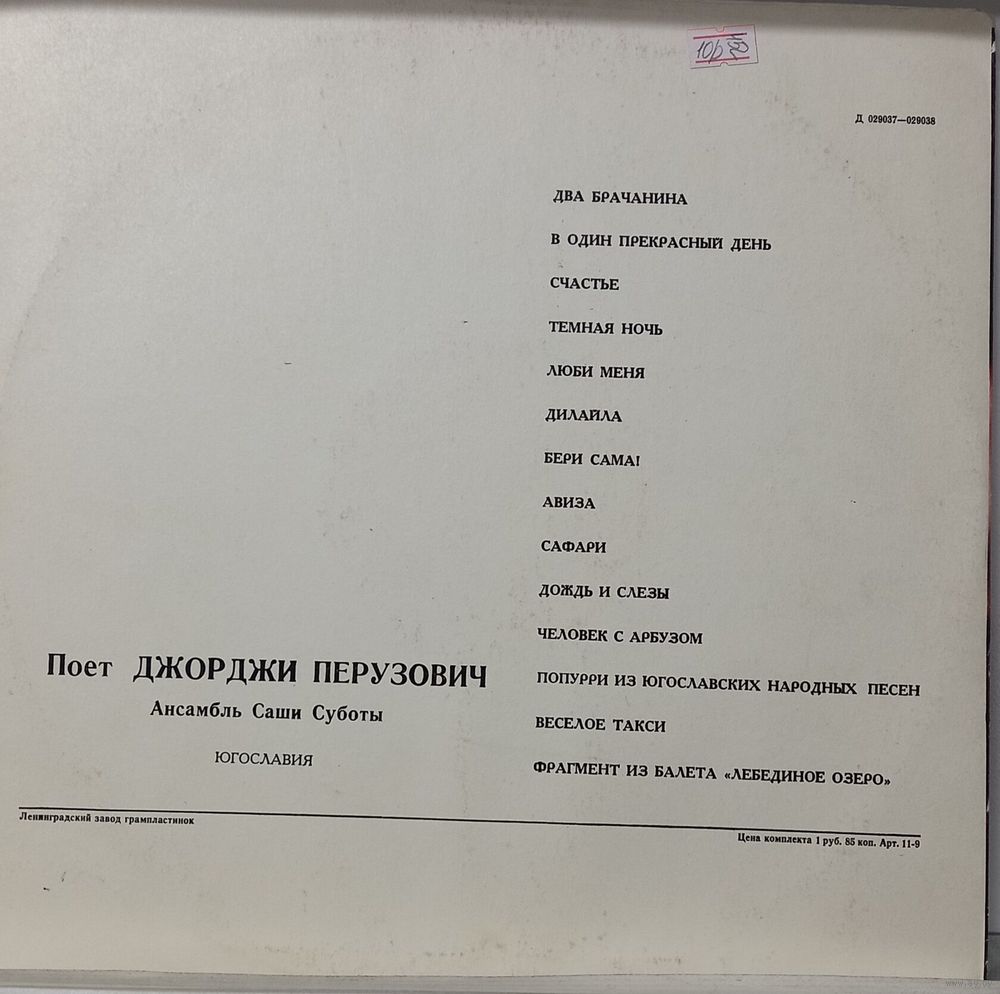 10р
Д 029037—029038
ДВА БРАЧАНИНА
В ОДИН ПРЕКРАСНЫЙ ДЕНЬ
СЧАСТЬЕ
ТЕМНАЯ НОЧЬ
ЛЮБИ МЕНЯ
ДИЛАЙЛА
БЕРИ САМА!
АВИЗА
САФАРИ
ДОЖДЬ И СЛЕЗЫ
ЧЕЛОВЕК С АРБУЗОМ
ПОПУРРИ ИЗ ЮГОСЛАВСКИХ НАРОДНЫХ ПЕСЕН
ВЕСЕЛОЕ ТАКСИ
ФРАГМЕНТ ИЗ БАЛЕТА «ЛЕБЕДИНОЕ ОЗЕРО»
Поет ДЖОРДЖИ ПЕРУЗОВИЧ
Ансамбль Саши Суботы
ЮГОСЛАВИЯ
Ленинградский завод грампластинок
Цена комплекта 1 руб. 85 коп. Арт. 11-9